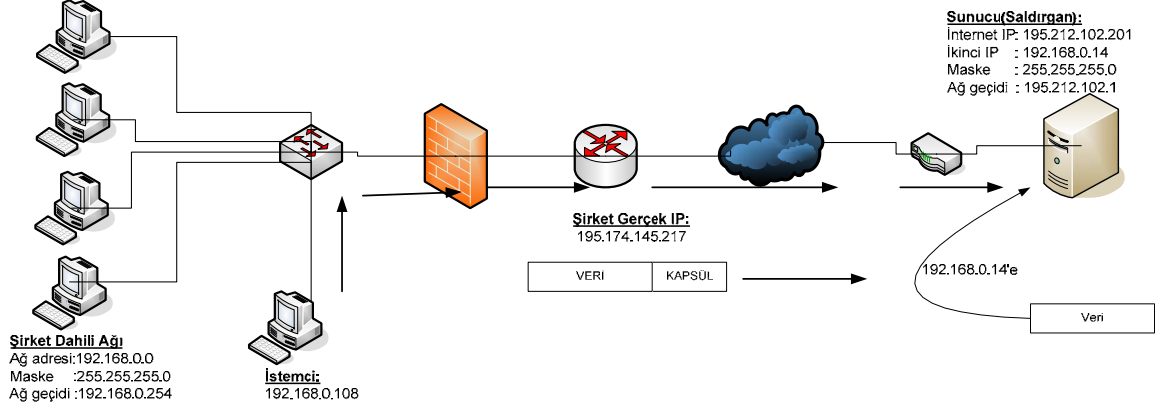 Sunucu(Saldırgan):
İnternet IP: 195.212.102.201
İkinci IP : 192.168.0.14
Maske : 255.255.255.0
Ağ geçidi : 195.212.102.1
Şirket Gerçek IP:
195.174.145.217
VERİ KAPSÜL
192.168.0.14'e
Veri
Şirket Dahili Ağı
Ağ adresi:192.168.0.0
Maske :255.255.255.0
Ağ geçidi :192.168.0.254
İstemci:
192.168.0.108